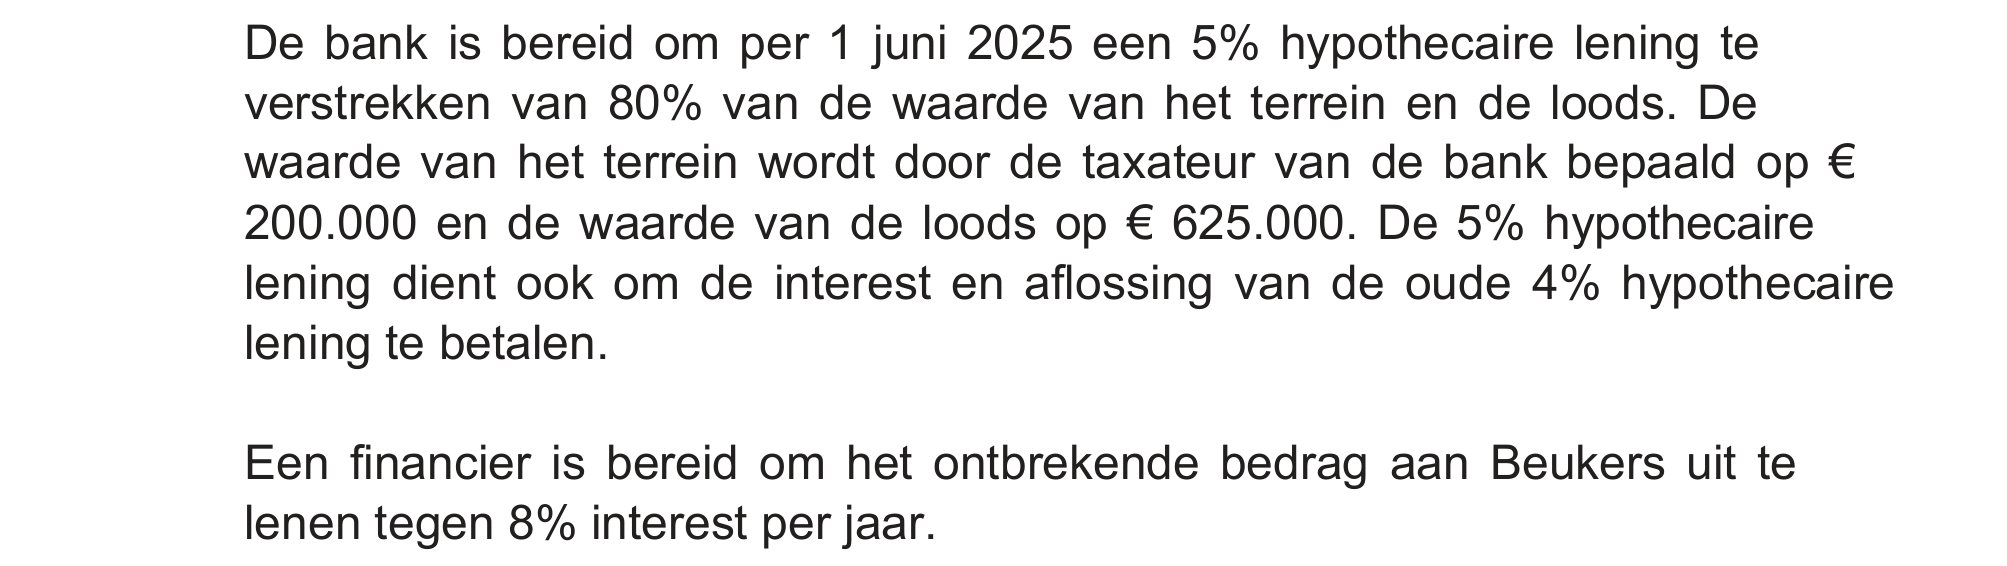 De bank is bereid om per 1 juni 2025 een 5% hypothecaire lening te
verstrekken van 80% van de waarde van het terrein en de loods. De
waarde van het terrein wordt door de taxateur van de bank bepaald op €
200.000 en de waarde van de loods op € 625.000. De 5% hypothecaire
lening dient ook om de interest en aflossing van de oude 4% hypothecaire
lening te betalen.
Een financier is bereid om het ontbrekende bedrag aan Beukers uit te
lenen tegen 8% interest per jaar.